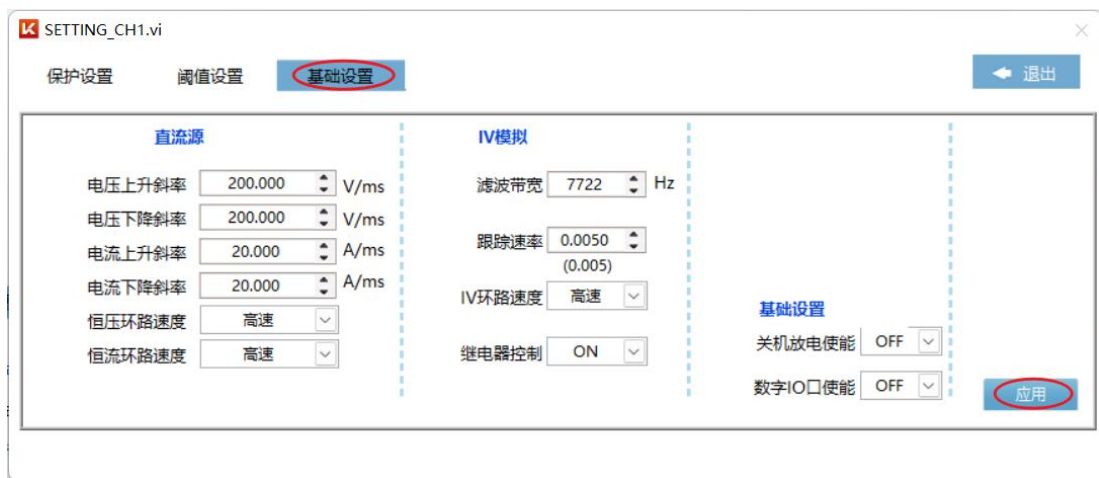 SETTING_CH1.vi
保护设置 阈值设置 基础设置 退出
直流源
电压上升斜率 200.000 V/ms
电压下降斜率 200.000 V/ms
电流上升斜率 20.000 A/ms
电流下降斜率 20.000 A/ms
恒压环路速度 高速
恒流环路速度 高速
IV模拟
滤波带宽 7722 Hz
跟踪速率 0.0050
(0.005)
IV环路速度 高速
继电器控制 ON
基础设置
关机放电使能 OFF
数字IO口使能 OFF
应用